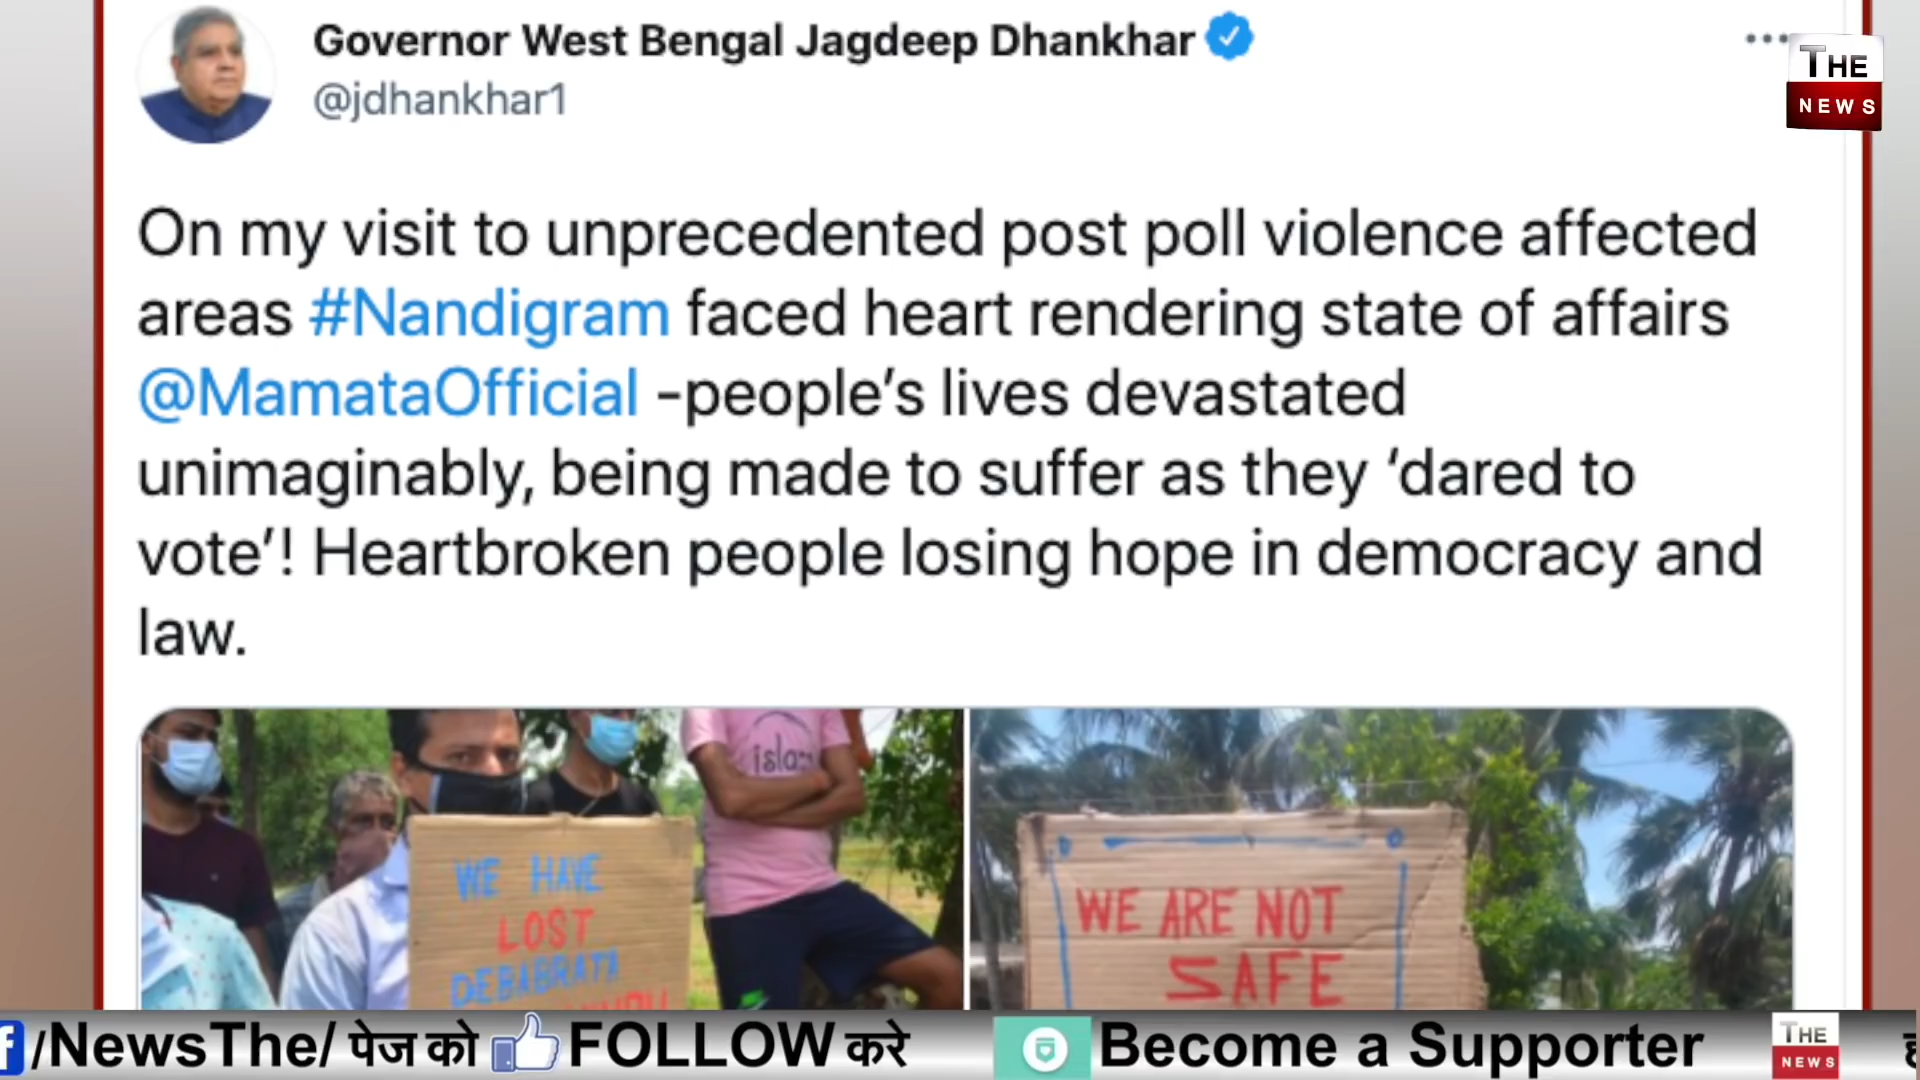 Governor West Bengal Jagdeep Dhankhar
@jdhankhar1
THE
NEWS
On my visit to unprecedented post poll violence affected
areas #Nandigram faced heart rendering state of affairs
@MamataOfficial -people's lives devastated
unimaginably, being made to suffer as they 'dared to
vote'! Heartbroken people losing hope in democracy and
law.
islam
WE HAVE
LOST
DEBABRATA
WE ARE NOT
SAFE
f/NewsThe/ पेज को FOLLOW करे Become a Supporter
THE
NEWS